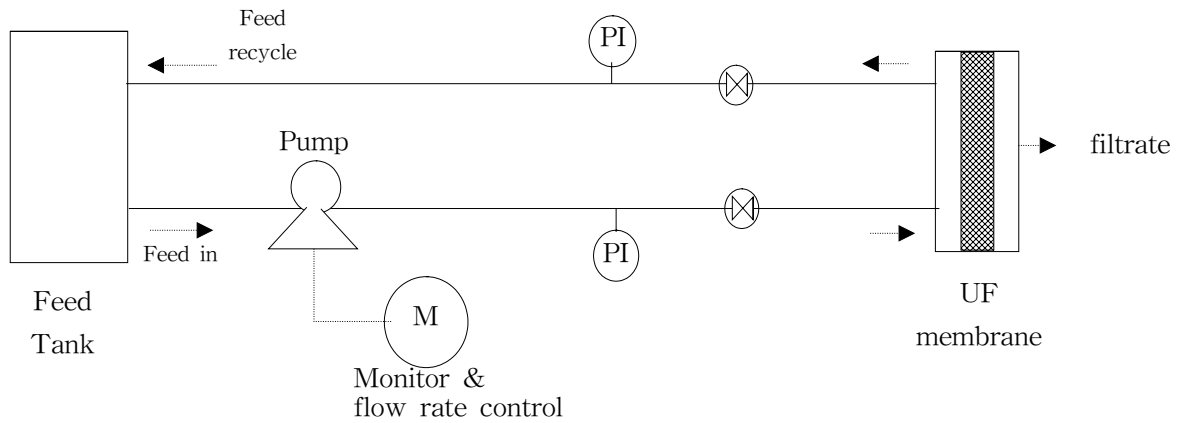 Feed
recycle
PI
Pump
filtrate
Feed in
PI
Feed
Tank
M
UF
membrane
Monitor &
flow rate control